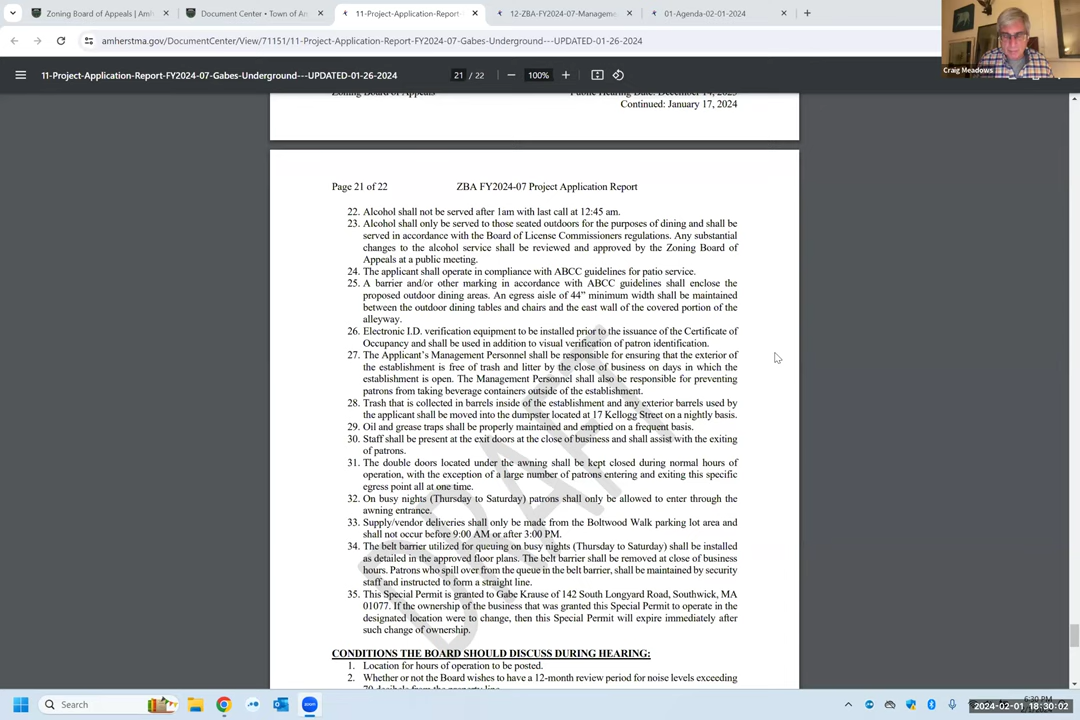 Zoning Board of Appeals | Amh
Document Center • Town of Am
11-Project-Application-Report-
12-ZBA-FY2024-07-Managem
01-Agenda-02-01-2024
amherstma.gov/DocumentCenter/View/71151/11-Project-Application-Report-FY2024-07-Gabes-Underground---UPDATED-01-26-2024
11-Project-Application-Report-FY2024-07-Gabes-Underground---UPDATED-01-26-2024
21 / 22
100%
Craig Meadows
Zoning Board of Appeals
Public Hearing Date: December 14, 2023
Continued: January 17, 2024
Page 21 of 22
ZBA FY2024-07 Project Application Report
22. Alcohol shall not be served after 1am with last call at 12:45 am.
23. Alcohol shall only be served to those seated outdoors for the purposes of dining and shall be
served in accordance with the Board of License Commissioners regulations. Any substantial
changes to the alcohol service shall be reviewed and approved by the Zoning Board of
Appeals at a public meeting.
24. The applicant shall operate in compliance with ABCC guidelines for patio service.
25. A barrier and/or other marking in accordance with ABCC guidelines shall enclose the
proposed outdoor dining areas. An egress aisle of 44” minimum width shall be maintained
between the outdoor dining tables and chairs and the east wall of the covered portion of the
alleyway.
26. Electronic I.D. verification equipment to be installed prior to the issuance of the Certificate of
Occupancy and shall be used in addition to visual verification of patron identification.
27. The Applicant’s Management Personnel shall be responsible for ensuring that the exterior of
the establishment is free of trash and litter by the close of business on days in which the
establishment is open. The Management Personnel shall also be responsible for preventing
patrons from taking beverage containers outside of the establishment.
28. Trash that is collected in barrels inside of the establishment and any exterior barrels used by
the applicant shall be moved into the dumpster located at 17 Kellogg Street on a nightly basis.
29. Oil and grease traps shall be properly maintained and emptied on a frequent basis.
30. Staff shall be present at the exit doors at the close of business and shall assist with the exiting
of patrons.
31. The double doors located under the awning shall be kept closed during normal hours of
operation, with the exception of a large number of patrons entering and exiting this specific
egress point all at one time.
32. On busy nights (Thursday to Saturday) patrons shall only be allowed to enter through the
awning entrance.
33. Supply/vendor deliveries shall only be made from the Boltwood Walk parking lot area and
shall not occur before 9:00 AM or after 3:00 PM.
34. The belt barrier utilized for queuing on busy nights (Thursday to Saturday) shall be installed
as detailed in the approved floor plans. The belt barrier shall be removed at close of business
hours. Patrons who spill over from the queue in the belt barrier, shall be maintained by security
staff and instructed to form a straight line.
35. This Special Permit is granted to Gabe Krause of 142 South Longyard Road, Southwick, MA
01077. If the ownership of the business that was granted this Special Permit to operate in the
designated location were to change, then this Special Permit will expire immediately after
such change of ownership.
DRAFT
CONDITIONS THE BOARD SHOULD DISCUSS DURING HEARING:
1. Location for hours of operation to be posted.
2. Whether or not the Board wishes to have a 12-month review period for noise levels exceeding
70 decibels from the property line.
Search
6:30 PM
2024-02-01 18:30:02